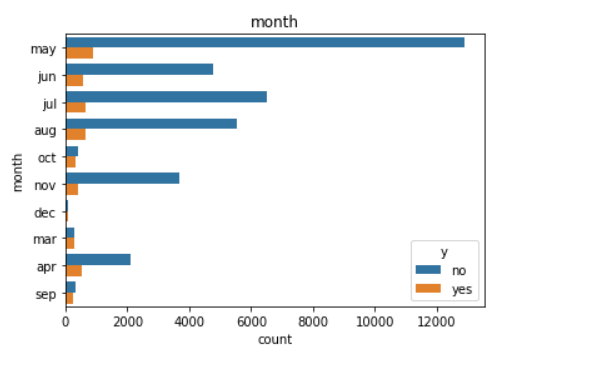 month
may
jun
jul
aug
oct
nov
dec
mar
apr
sep
month
y
no
yes
0 2000 4000 6000 8000 10000 12000
count